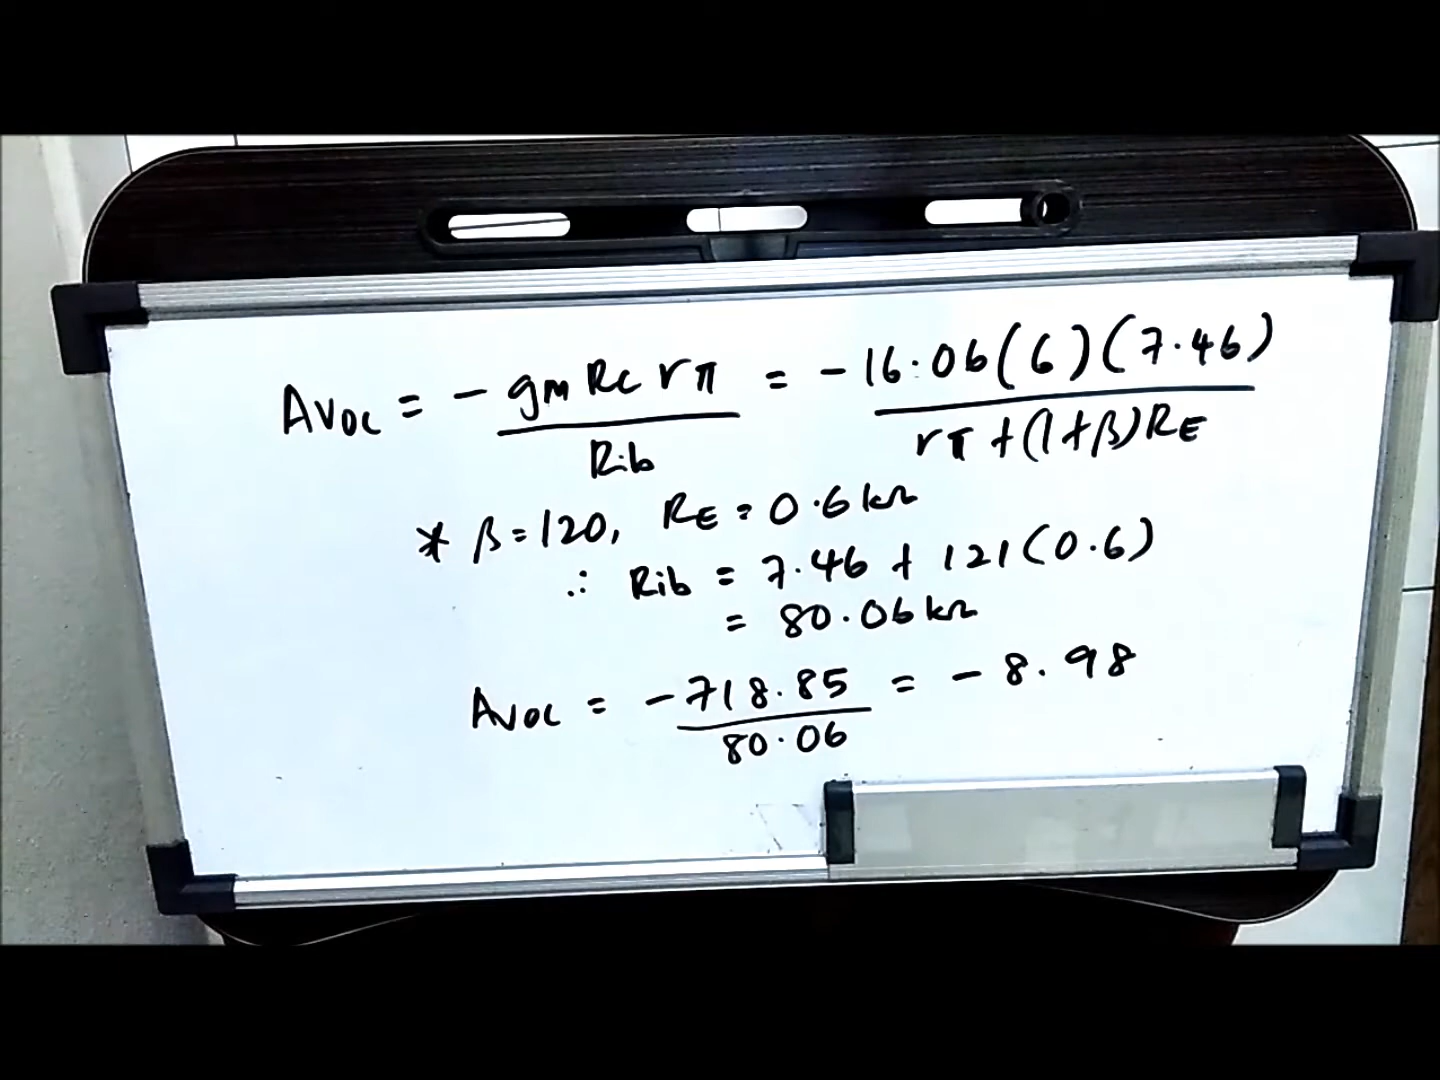 Avoc = - gm Rc rπ / Rib = - 16.06(6)(7.46) / rπ + (1+β)RE
* β = 120, RE = 0.6 kΩ
∴ Rib = 7.46 + 121(0.6)
= 80.06 kΩ
Avoc = -718.85 / 80.06 = - 8.98